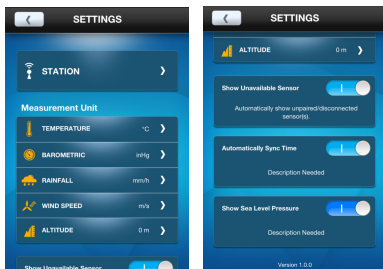 SETTINGS
STATION
Measurement Unit
TEMPERATURE °C
BAROMETRIC inHg
RAINFALL mm/h
WIND SPEED m/s
ALTITUDE 0 m
Show Unavailable Sensor
SETTINGS
ALTITUDE 0 m
Show Unavailable Sensor
Automatically show unpaired/disconnected
sensor(s).
Automatically Sync Time
Description Needed
Show Sea Level Pressure
Description Needed
Version 1.0.0